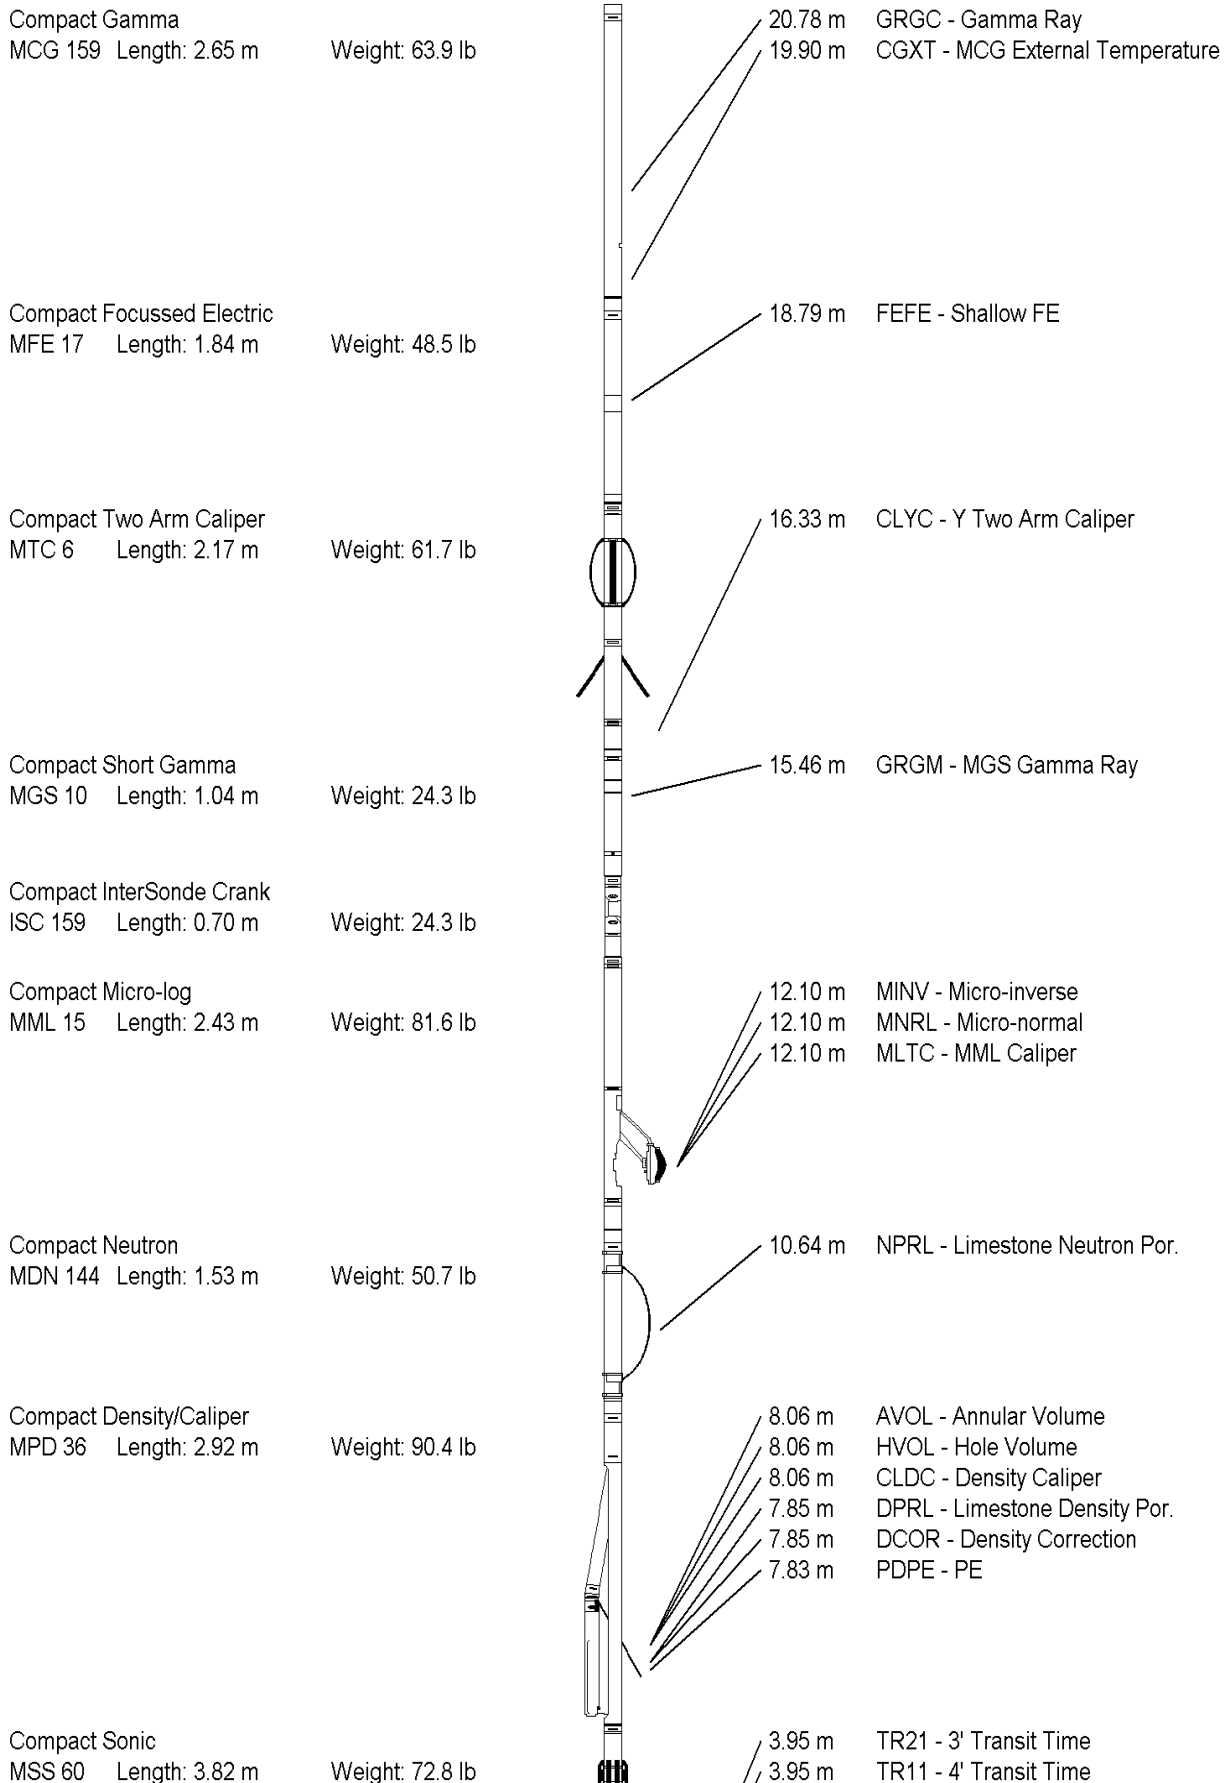 Compact Gamma 20.78 m GRGC - Gamma Ray
MCG 159 Length: 2.65 m Weight: 63.9 lb 19.90 m CGXT - MCG External Temperature
Compact Focussed Electric 18.79 m FEFE - Shallow FE
MFE 17 Length: 1.84 m Weight: 48.5 lb
Compact Two Arm Caliper 16.33 m CLYC - Y Two Arm Caliper
MTC 6 Length: 2.17 m Weight: 61.7 lb
Compact Short Gamma 15.46 m GRGM - MGS Gamma Ray
MGS 10 Length: 1.04 m Weight: 24.3 lb
Compact InterSonde Crank
ISC 159 Length: 0.70 m Weight: 24.3 lb
Compact Micro-log 12.10 m MINV - Micro-inverse
MML 15 Length: 2.43 m Weight: 81.6 lb 12.10 m MNRL - Micro-normal
12.10 m MLTC - MML Caliper
Compact Neutron 10.64 m NPRL - Limestone Neutron Por.
MDN 144 Length: 1.53 m Weight: 50.7 lb
Compact Density/Caliper 8.06 m AVOL - Annular Volume
MPD 36 Length: 2.92 m Weight: 90.4 lb 8.06 m HVOL - Hole Volume
8.06 m CLDC - Density Caliper
7.85 m DPRL - Limestone Density Por.
7.85 m DCOR - Density Correction
7.83 m PDPE - PE
Compact Sonic 3.95 m TR21 - 3' Transit Time
MSS 60 Length: 3.82 m Weight: 72.8 lb 3.95 m TR11 - 4' Transit Time